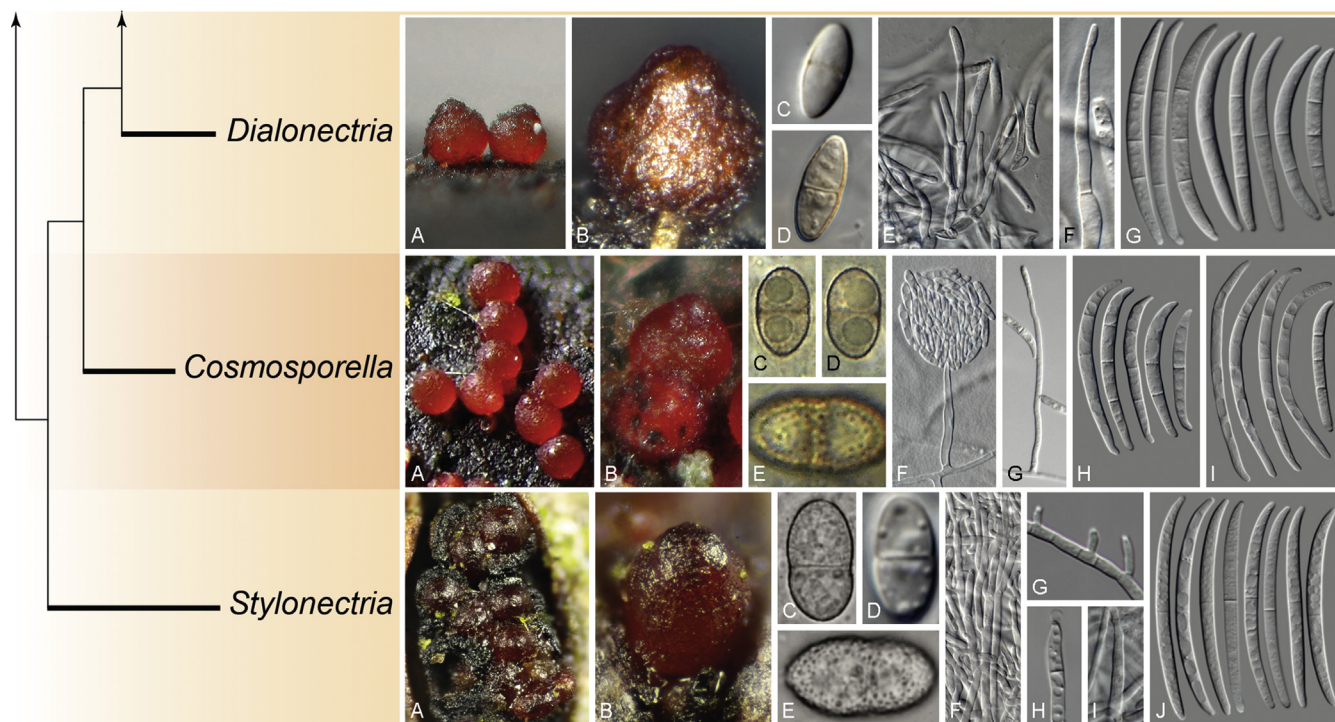 Dialonectria
A
B
C
D
E
F
G
Cosmosporella
A
B
C
D
E
F
G
H
I
Stylonectria
A
B
C
D
E
F
G
H
I
J